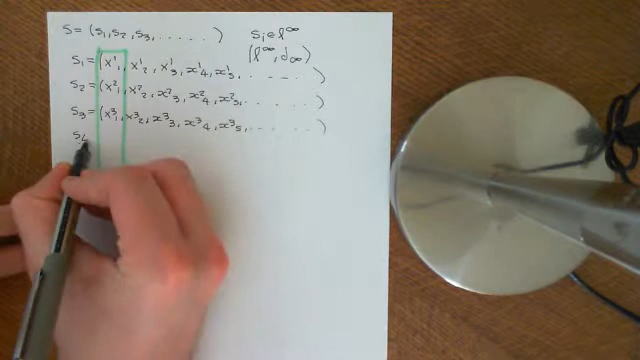 S = (s₁, s₂, s₃, ......)
sᵢ ∈ ℓ^∞
(ℓ^∞, d_∞)
S₁ = (x¹₁, x¹₂, x¹₃, x¹₄, x¹₅, ......)
S₂ = (x²₁, x²₂, x²₃, x²₄, x²₅, ......)
S₃ = (x³₁, x³₂, x³₃, x³₄, x³₅, ......)
S₄